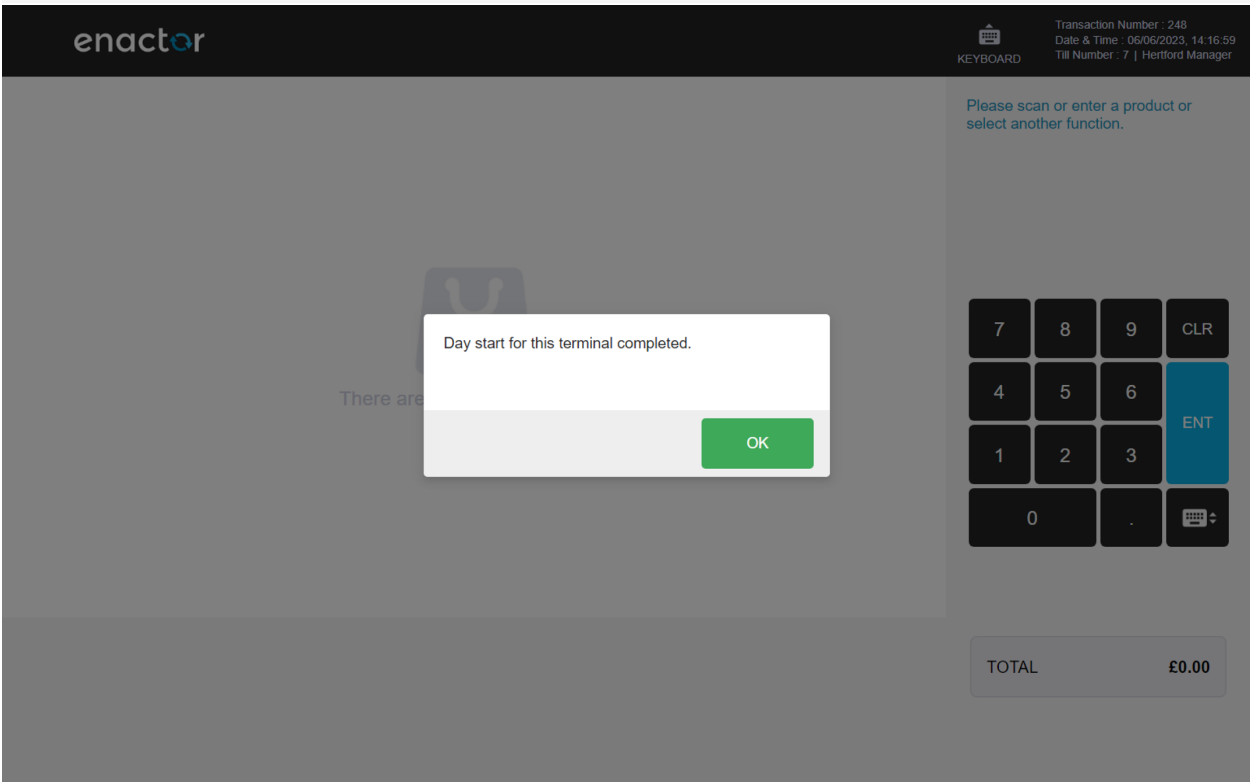 enactor
KEYBOARD
Transaction Number : 248
Date & Time : 06/06/2023, 14:16:59
Till Number : 7 | Hertford Manager
Please scan or enter a product or
select another function.
Day start for this terminal completed.
There are
OK
7 8 9 CLR
4 5 6
ENT
1 2 3
0 .
TOTAL £0.00